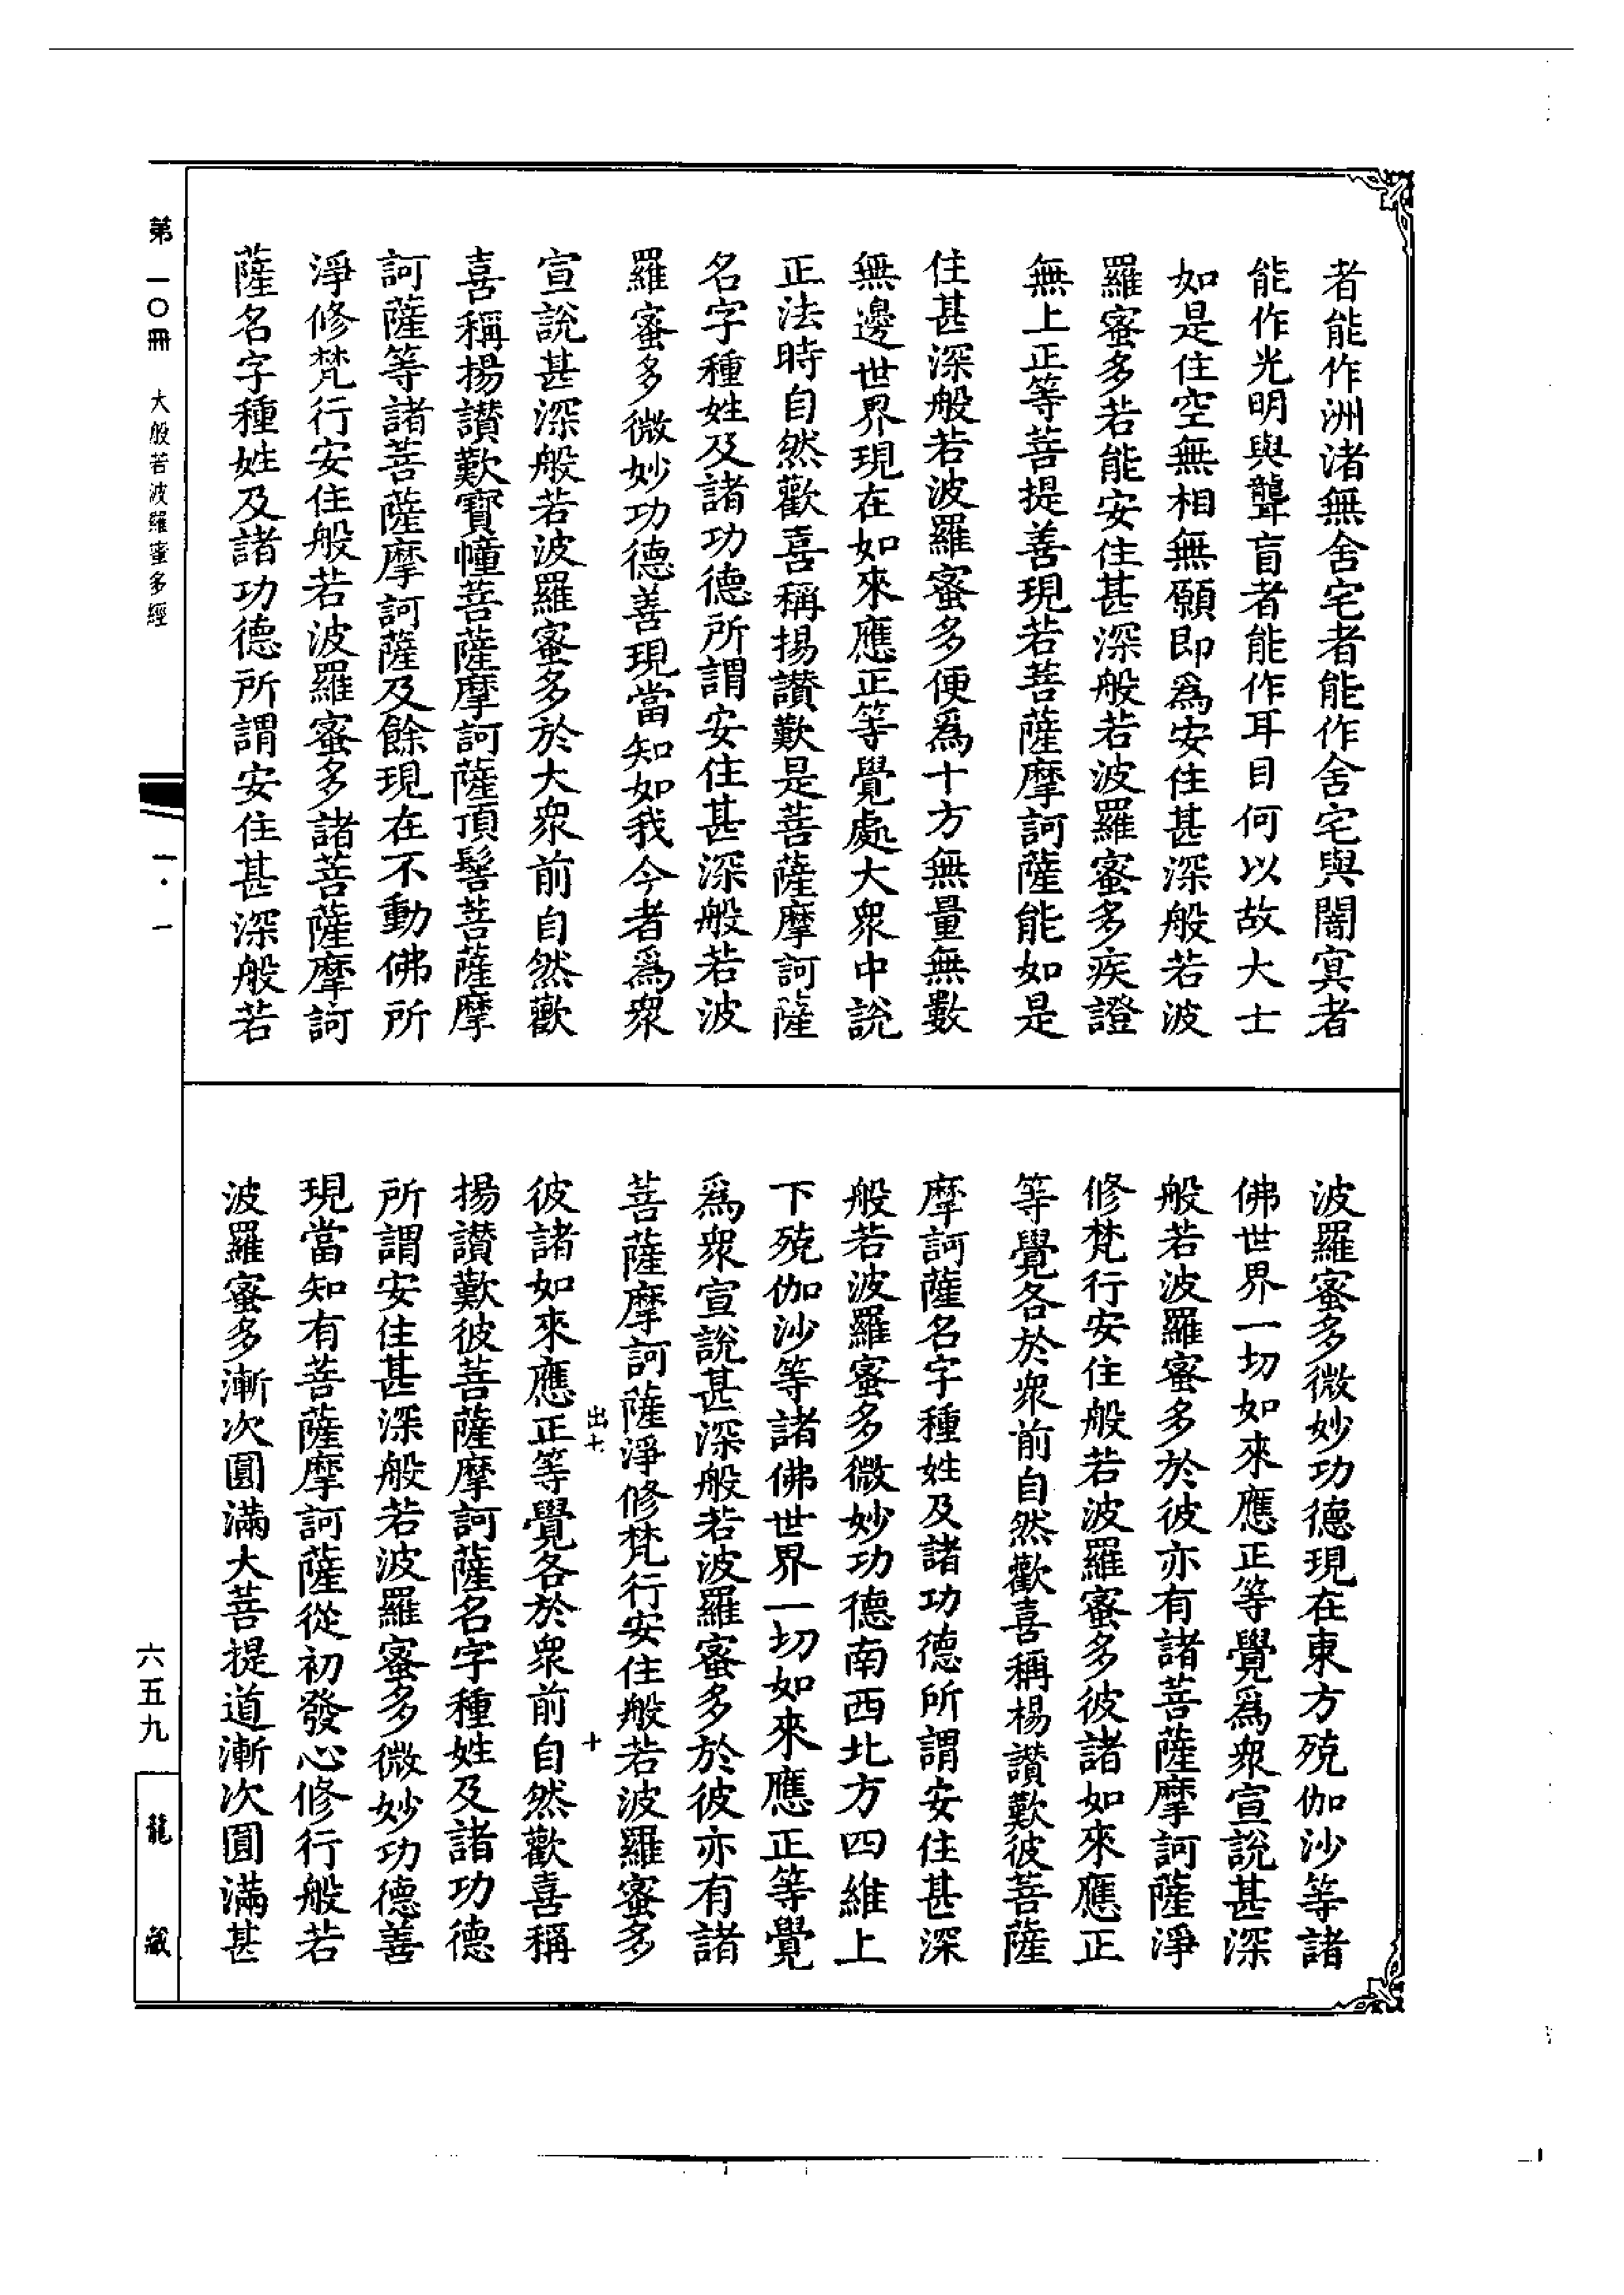 者能作洲渚無舍宅者能作舍宅與闇冥者
能作光明與聾盲者能作耳目何以故大士
如是住空無相無願即爲安住甚深般若波
羅蜜多若能安住甚深般若波羅蜜多疾證
無上正等菩提善現若菩薩摩訶薩能如是
住甚深般若波羅蜜多便爲十方無量無數
無邊世界現在如來應正等覺處大衆中說
正法時自然歡喜稱揚讃歎是菩薩摩訶薩
名字種姓及諸功德所謂安住甚深般若波
羅蜜多微妙功德善現當知如我今者爲衆
宣說甚深般若波羅蜜多於大衆前自然歡
喜稱揚讃歎寶幢菩薩摩訶薩頂髻菩薩摩
訶薩等諸菩薩摩訶薩及餘現在不動佛所
淨修梵行安住般若波羅蜜多諸菩薩摩訶
薩名字種姓及諸功德所謂安住甚深般若
波羅蜜多微妙功德現在東方殑伽沙等諸
佛世界一切如來應正等覺爲衆宣說甚深
般若波羅蜜多於彼亦有諸菩薩摩訶薩淨
修梵行安住般若波羅蜜多彼諸如來應正
等覺各於衆前自然歡喜稱楊讃歎彼菩薩
摩訶薩名字種姓及諸功德所謂安住甚深
般若波羅蜜多微妙功德南西北方四維上
下殑伽沙等諸佛世界一切如來應正等覺
爲衆宣說甚深般若波羅蜜多於彼亦有諸
菩薩摩訶薩淨修梵行安住般若波羅蜜多
出七 十
彼諸如來應正等覺各於衆前自然歡喜稱
揚讃歎彼菩薩摩訶薩名字種姓及諸功德
所謂安住甚深般若波羅蜜多微妙功德善
現當知有菩薩摩訶薩從初發心修行般若
波羅蜜多漸次圓滿大菩提道漸次圓滿甚
第一〇冊 大般若波羅蜜多經 一·一 六五九 龍藏